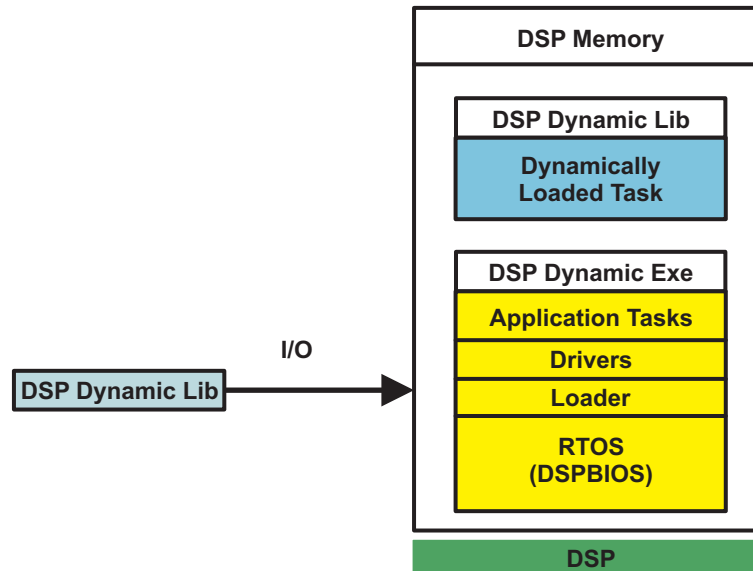 DSP Memory
DSP Dynamic Lib
Dynamically
Loaded Task
DSP Dynamic Exe
Application Tasks
Drivers
Loader
RTOS
(DSPBIOS)
I/O
DSP Dynamic Lib
DSP